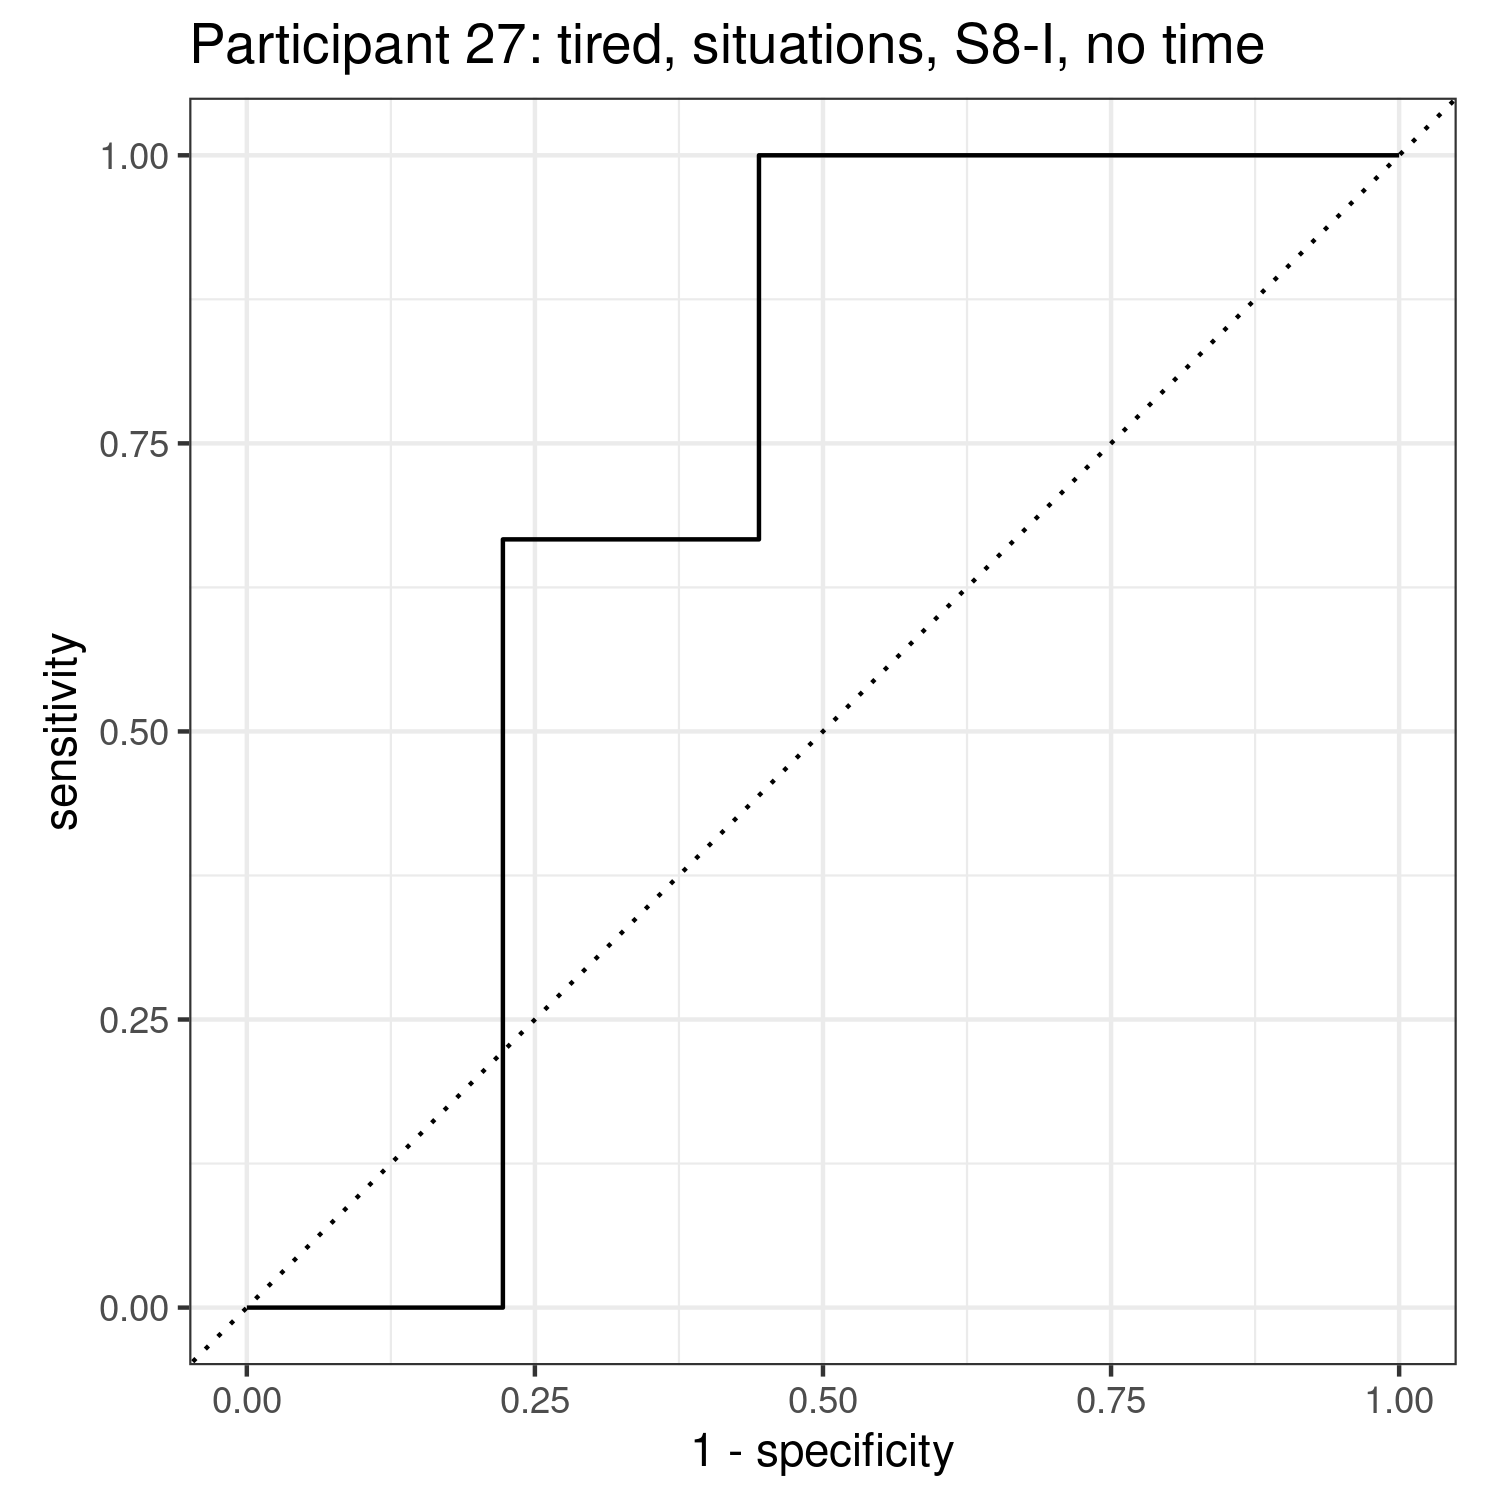 Participant 27: tired, situations, S8-I, no time
1.00
0.75
0.50
0.25
0.00
sensitivity
0.00 0.25 0.50 0.75 1.00
1 - specificity